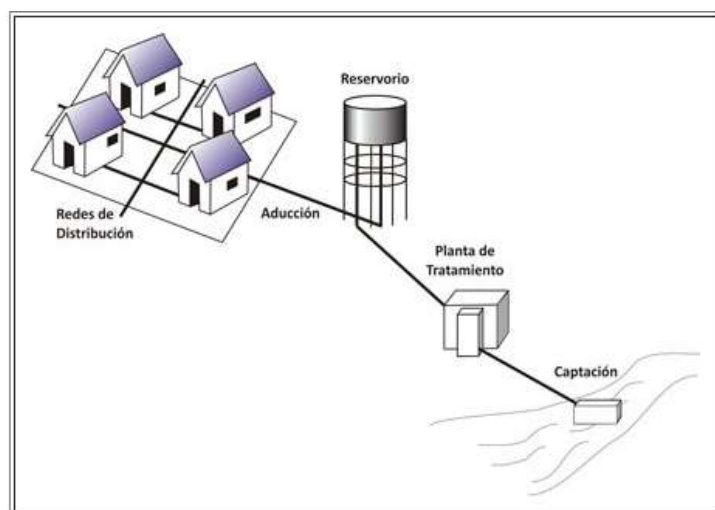 Reservorio
Redes de
Distribución
Aducción
Planta de
Tratamiento
Captación